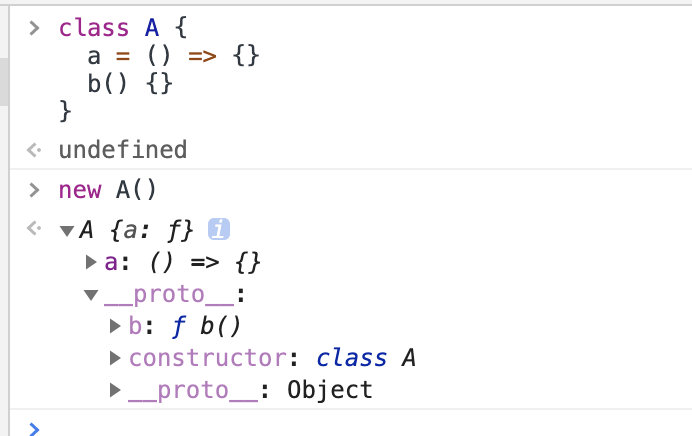 > class A {
a = () => {}
b() {}
}
<· undefined
> new A()
<· ▼A {a: ƒ} i
▶a: () => {}
▼__proto__:
▶b: ƒ b()
▶constructor: class A
▶__proto__: Object
>